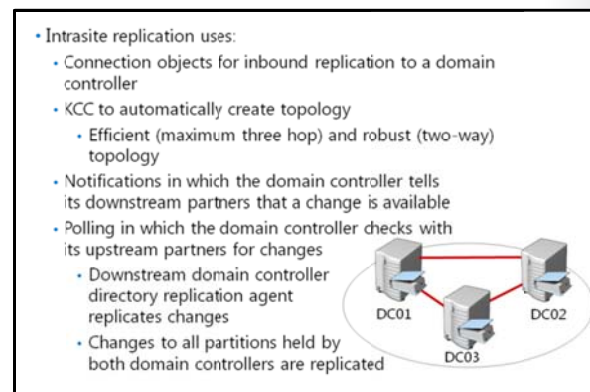 • Intrasite replication uses:
• Connection objects for inbound replication to a domain
controller
• KCC to automatically create topology
• Efficient (maximum three hop) and robust (two-way)
topology
• Notifications in which the domain controller tells
its downstream partners that a change is available
• Polling in which the domain controller checks with
its upstream partners for changes
• Downstream domain controller
directory replication agent
replicates changes
• Changes to all partitions held by
both domain controllers are replicated
DC01
DC02
DC03